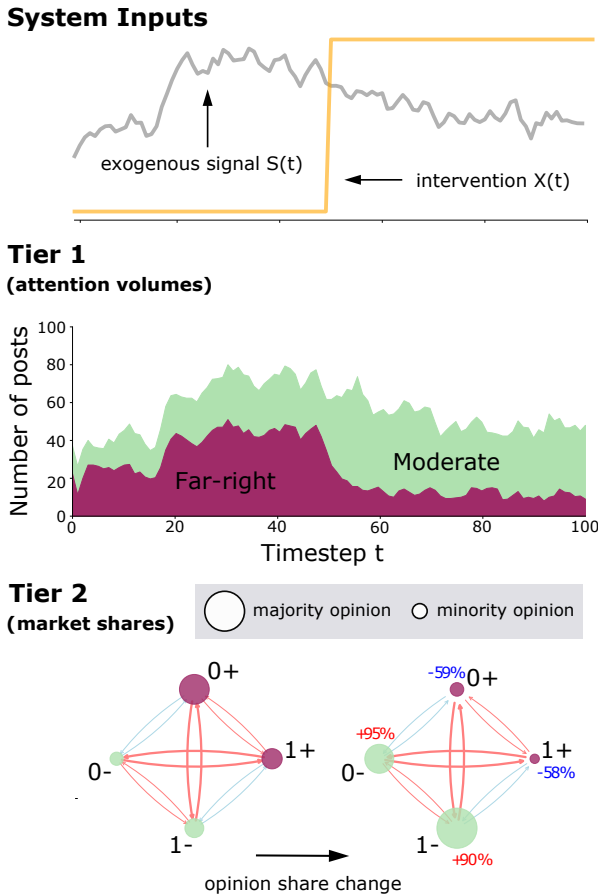 System Inputs
exogenous signal S(t)
intervention X(t)
Tier 1
(attention volumes)
Number of posts
100
80
60
40
20
0
Far-right
Moderate
0 20 40 60 80 100
Timestep t
Tier 2
(market shares)
majority opinion
minority opinion
0+
1+
0-
1-
-59%
0+
+95%
1+
-58%
0-
1-
+90%
opinion share change